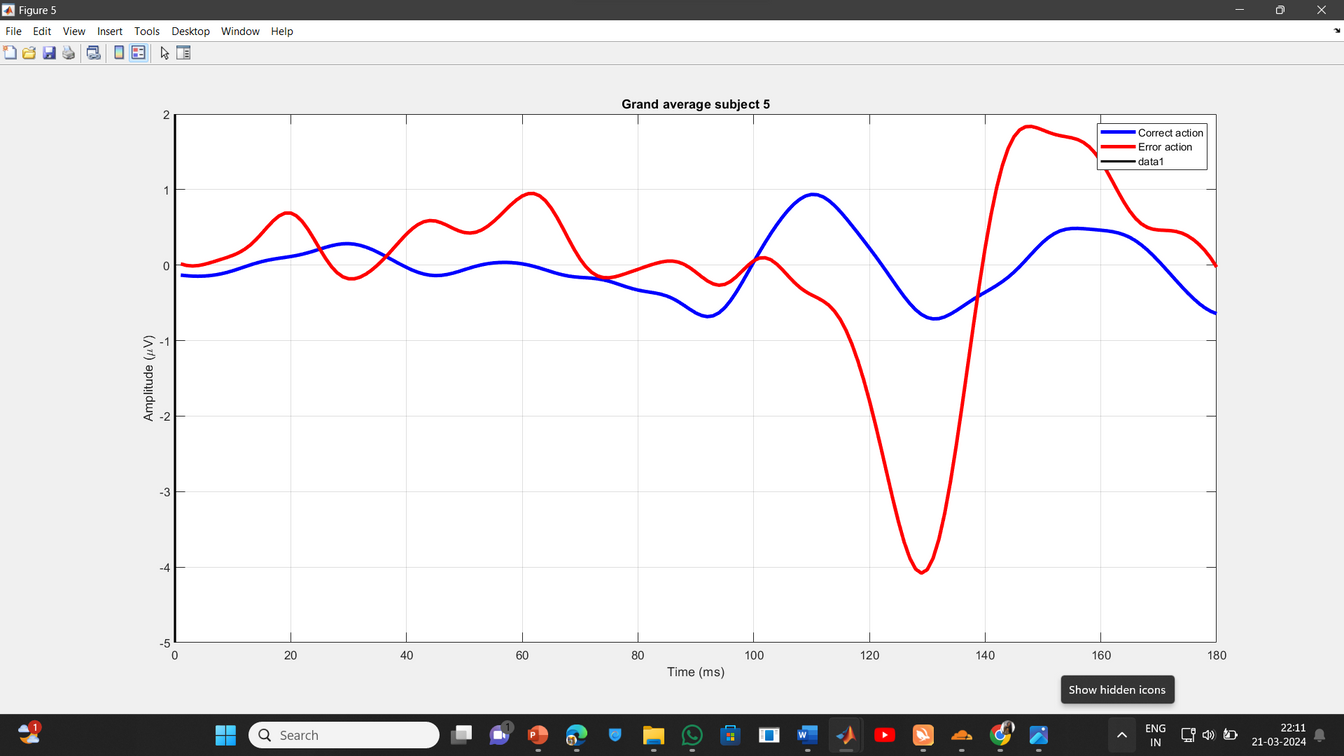 Figure 5
File Edit View Insert Tools Desktop Window Help
Grand average subject 5
Correct action
Error action
data1
2
1
0
-1
-2
-3
-4
-5
Amplitude (μV)
0 20 40 60 80 100 120 140 160 180
Time (ms)
Show hidden icons
1
Search
1
ENG
IN
22:11
21-03-2024